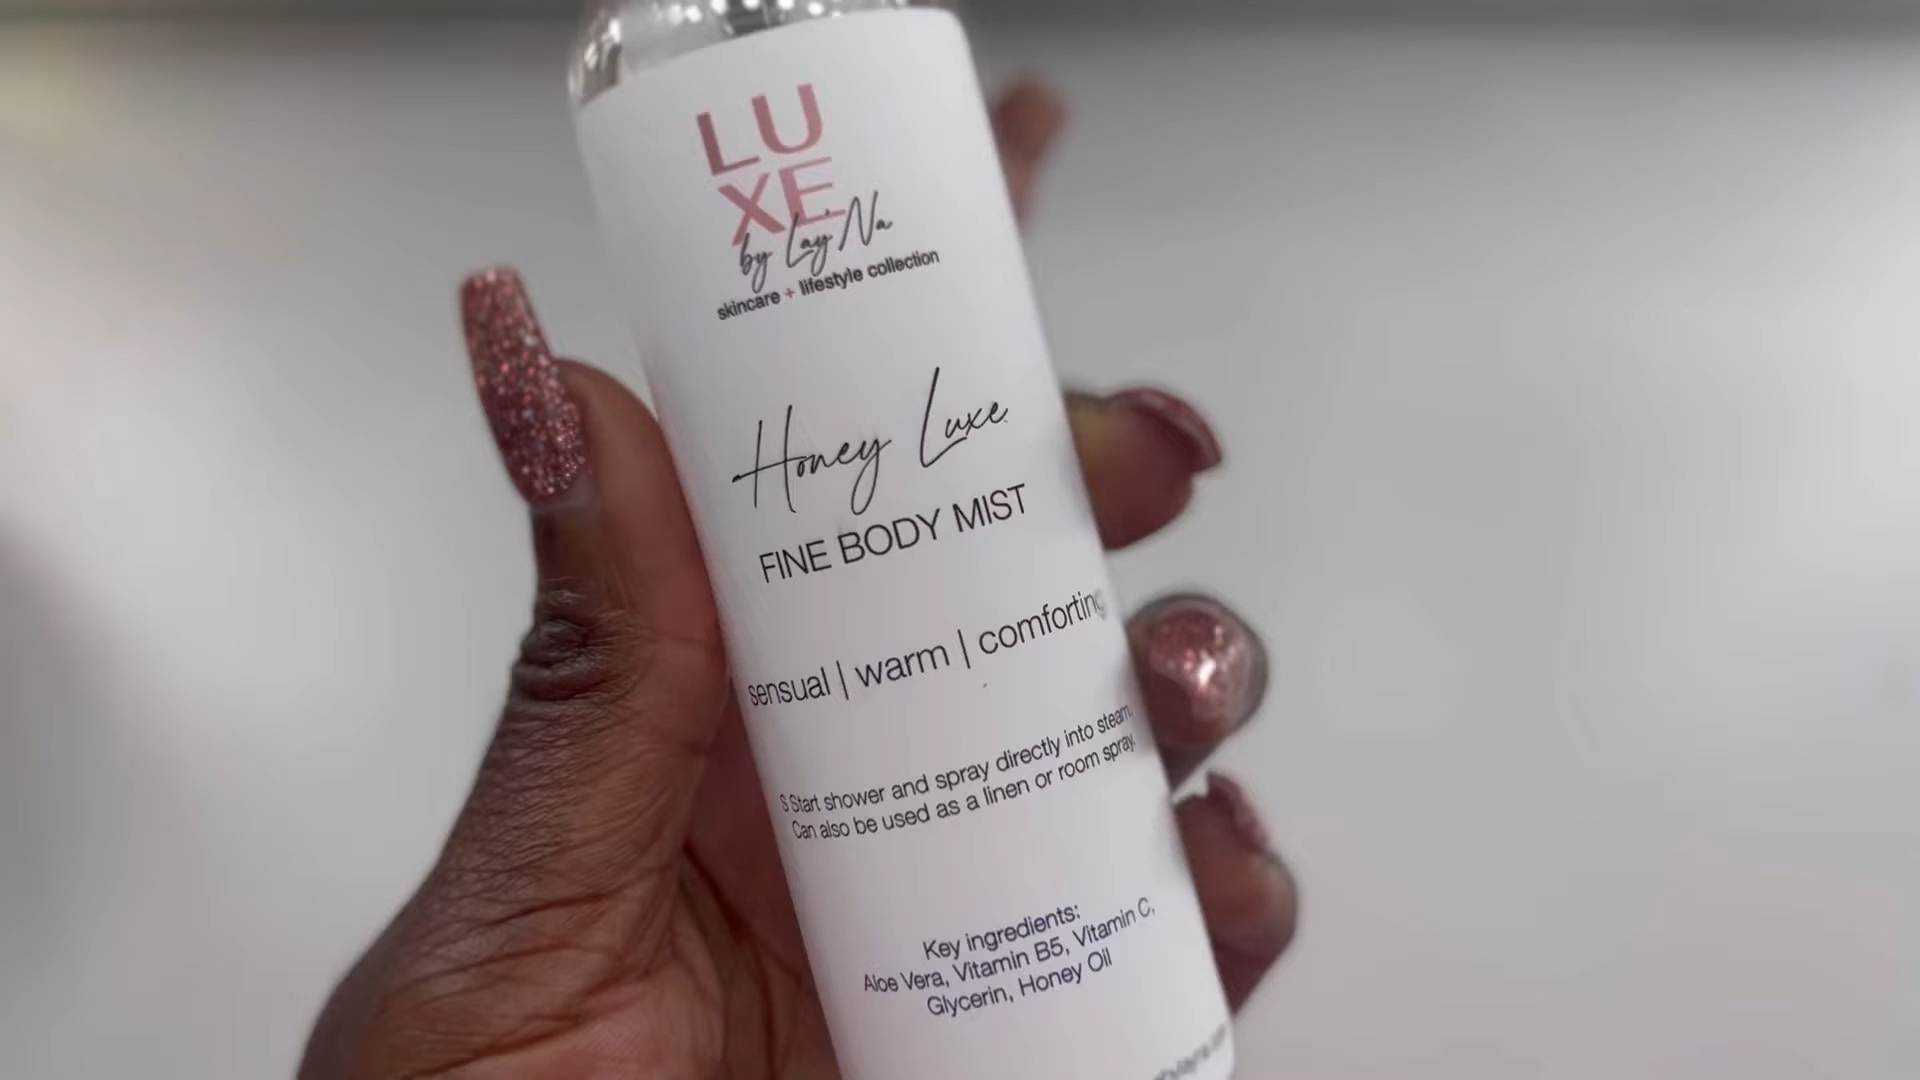 LU
XE
by Lay'Na
skincare + lifestyle collection
Honey Luxe
FINE BODY MIST
sensual | warm | comforting
S Start shower and spray directly into steam.
Can also be used as a linen or room spray.
Key ingredients:
Aloe Vera, Vitamin B5, Vitamin C,
Glycerin, Honey Oil